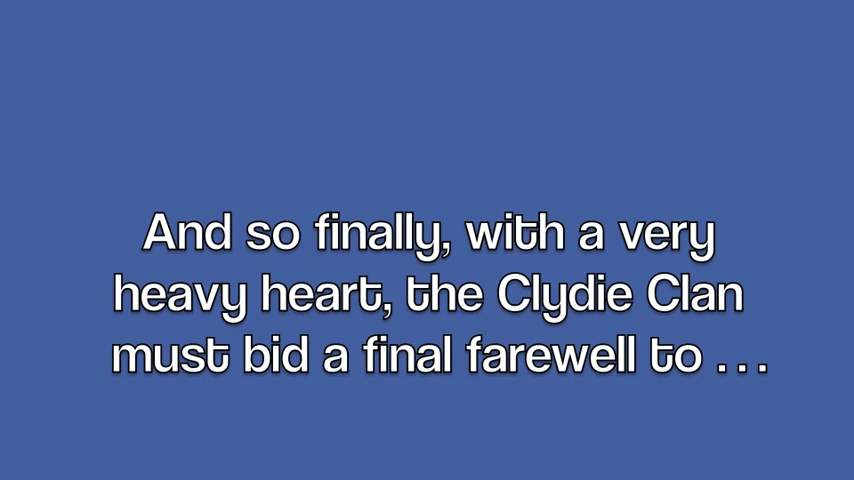 And so finally, with a very
heavy heart, the Clydie Clan
must bid a final farewell to . . .